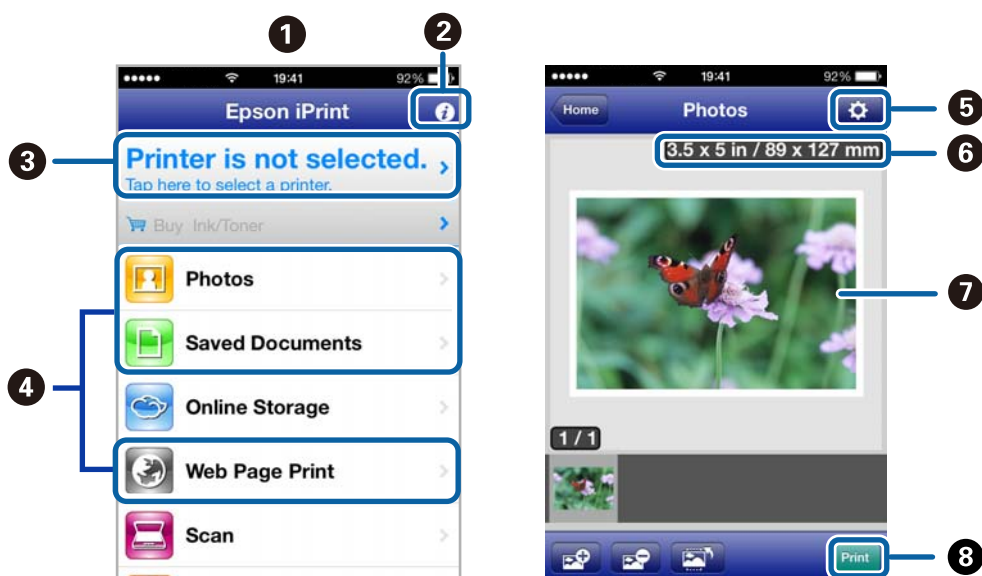 1
2
19:41
92%
Epson iPrint
3
Printer is not selected.
Tap here to select a printer.
Buy Ink/Toner
Photos
Saved Documents
4
Online Storage
Web Page Print
Scan
19:41
92%
Home
Photos
5
3.5 x 5 in / 89 x 127 mm
6
7
1 / 1
Print
8